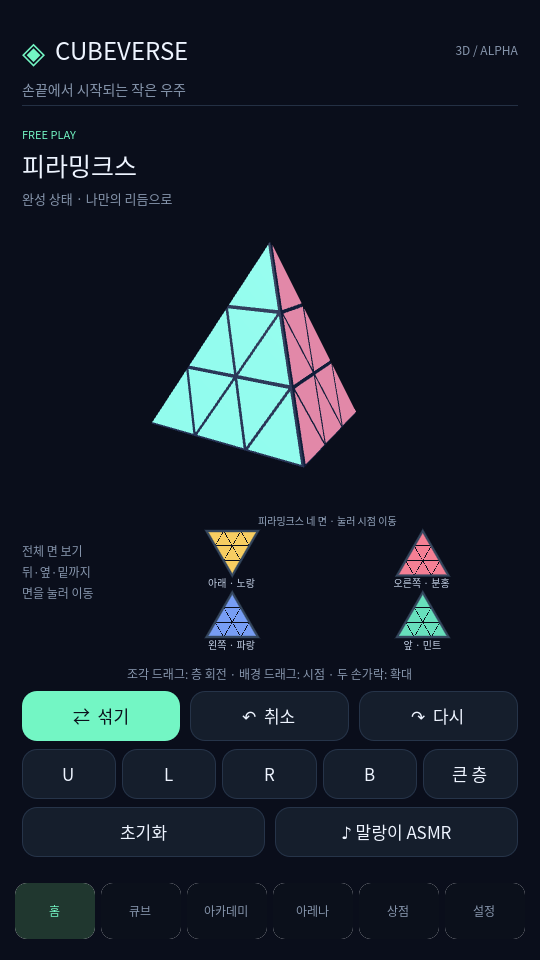 ◈ CUBEVERSE
3D / ALPHA
손끝에서 시작되는 작은 우주
FREE PLAY
피라밍크스
완성 상태 · 나만의 리듬으로
피라밍크스 네 면 · 눌러 시점 이동
전체 면 보기
뒤·옆·밑까지
면을 눌러 이동
아래 · 노랑
오른쪽 · 분홍
왼쪽 · 파랑
앞 · 민트
조각 드래그: 층 회전 · 배경 드래그: 시점 · 두 손가락: 확대
⇄ 섞기
↶ 취소
↷ 다시
U
L
R
B
큰 층
초기화
♪ 말랑이 ASMR
홈
큐브
아카데미
아레나
상점
설정